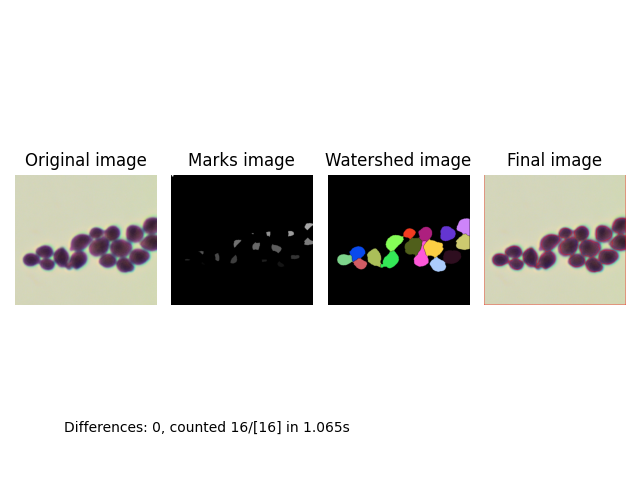 Original image
Marks image
Watershed image
Final image
Differences: 0, counted 16/[16] in 1.065s